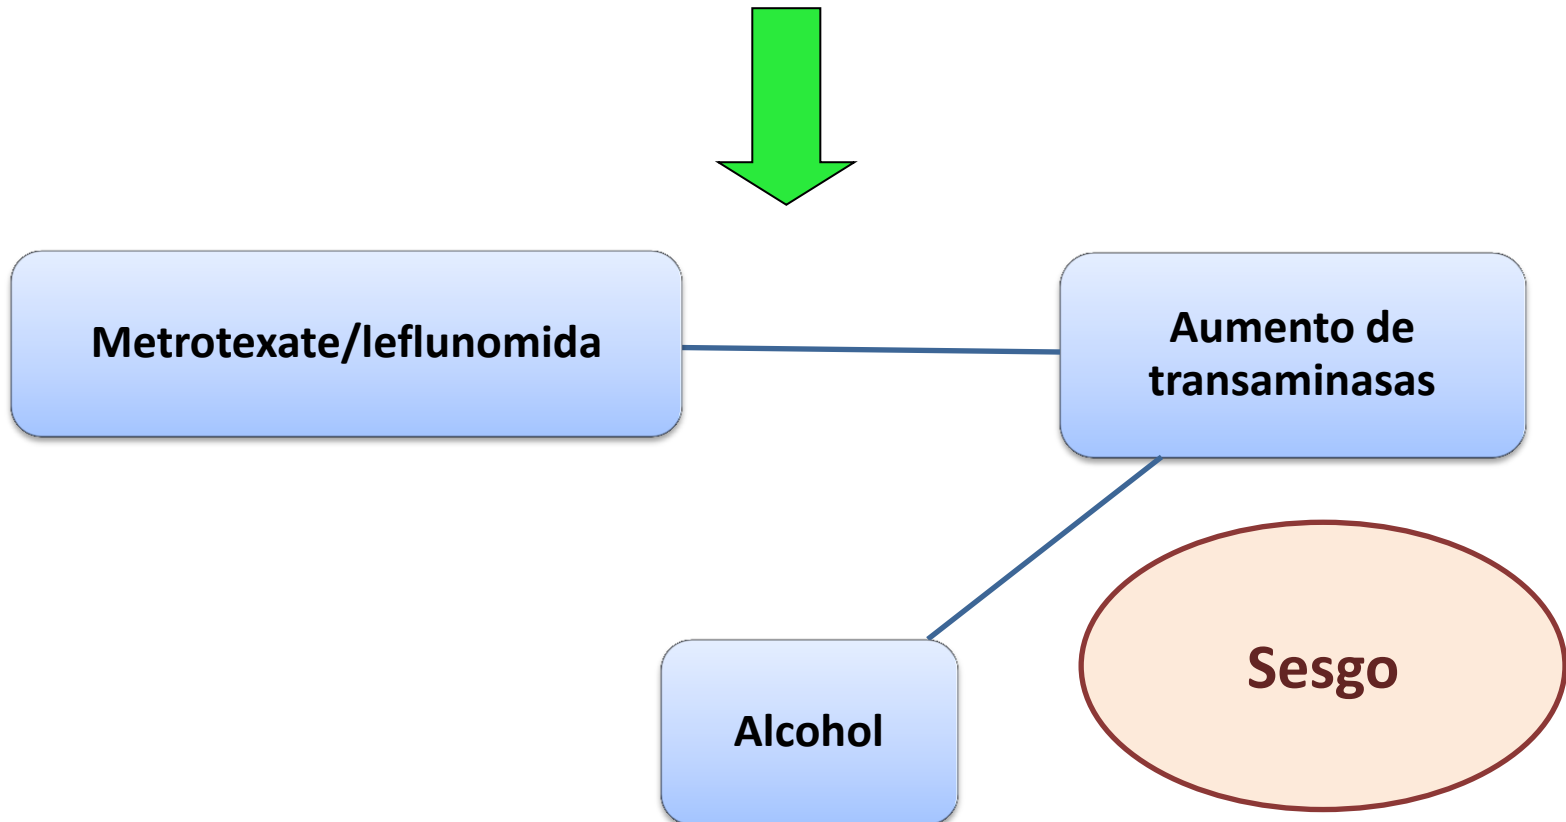 Metrotexate/leflunomida
Aumento de
transaminasas
Sesgo
Alcohol